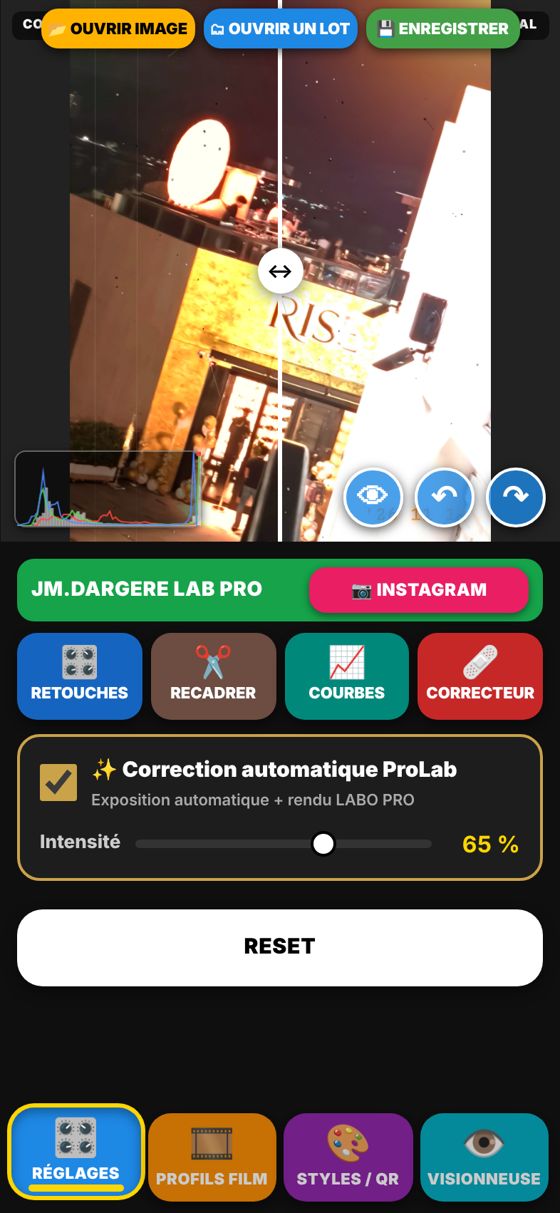 CO
📂 OUVRIR IMAGE
🗂 OUVRIR UN LOT
💾 ENREGISTRER
AL
RISE
JM.DARGERE LAB PRO
📷 INSTAGRAM
RETOUCHES
RECADRER
COURBES
CORRECTEUR
✨ Correction automatique ProLab
Exposition automatique + rendu LABO PRO
Intensité
65 %
RESET
RÉGLAGES
PROFILS FILM
STYLES / QR
VISIONNEUSE